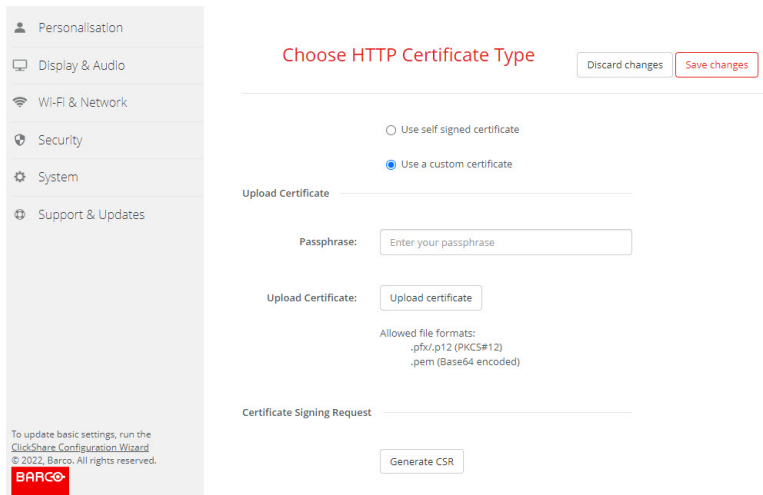 Personalisation
Display & Audio
Wi-Fi & Network
Security
System
Support & Updates
To update basic settings, run the
ClickShare Configuration Wizard
© 2022, Barco. All rights reserved.
BARCO
Choose HTTP Certificate Type
Discard changes
Save changes
Use self signed certificate
Use a custom certificate
Upload Certificate
Passphrase:
Enter your passphrase
Upload Certificate:
Upload certificate
Allowed file formats:
.pfx/.p12 (PKCS#12)
.pem (Base64 encoded)
Certificate Signing Request
Generate CSR